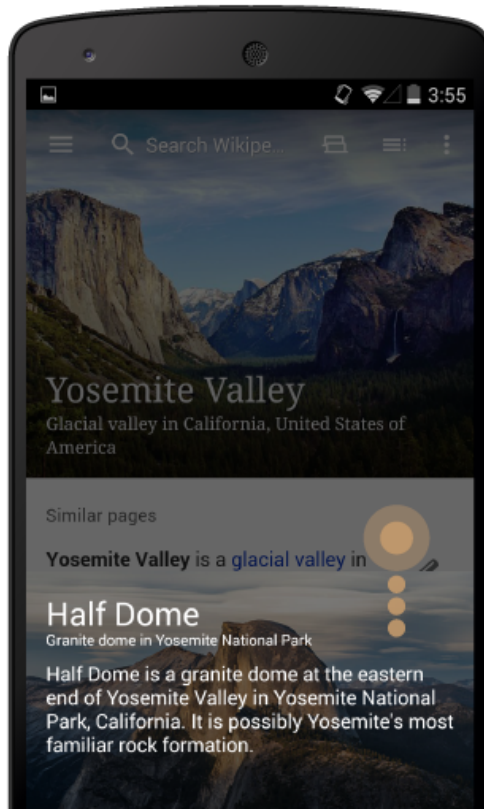 3:55
Search Wikipe...
Yosemite Valley
Glacial valley in California, United States of
America
Similar pages
Yosemite Valley is a glacial valley in
Half Dome
Granite dome in Yosemite National Park
Half Dome is a granite dome at the eastern
end of Yosemite Valley in Yosemite National
Park, California. It is possibly Yosemite's most
familiar rock formation.